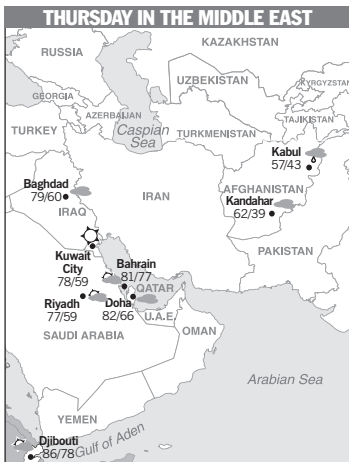 THURSDAY IN THE MIDDLE EAST
KAZAKHSTAN
RUSSIA
UZBEKISTAN
KYRGYZSTAN
GEORGIA
AZERBAIJAN
TAJIKISTAN
TURKEY
Caspian
Sea
TURKMENISTAN
Kabul
57/43
Baghdad
79/60
IRAQ
IRAN
AFGHANISTAN
Kandahar
62/39
PAKISTAN
Kuwait
City
78/59
Bahrain
81/77
QATAR
Riyadh
77/59
Doha
82/66
U.A.E.
SAUDI ARABIA
OMAN
Arabian Sea
YEMEN
Djibouti
86/78
Gulf of Aden